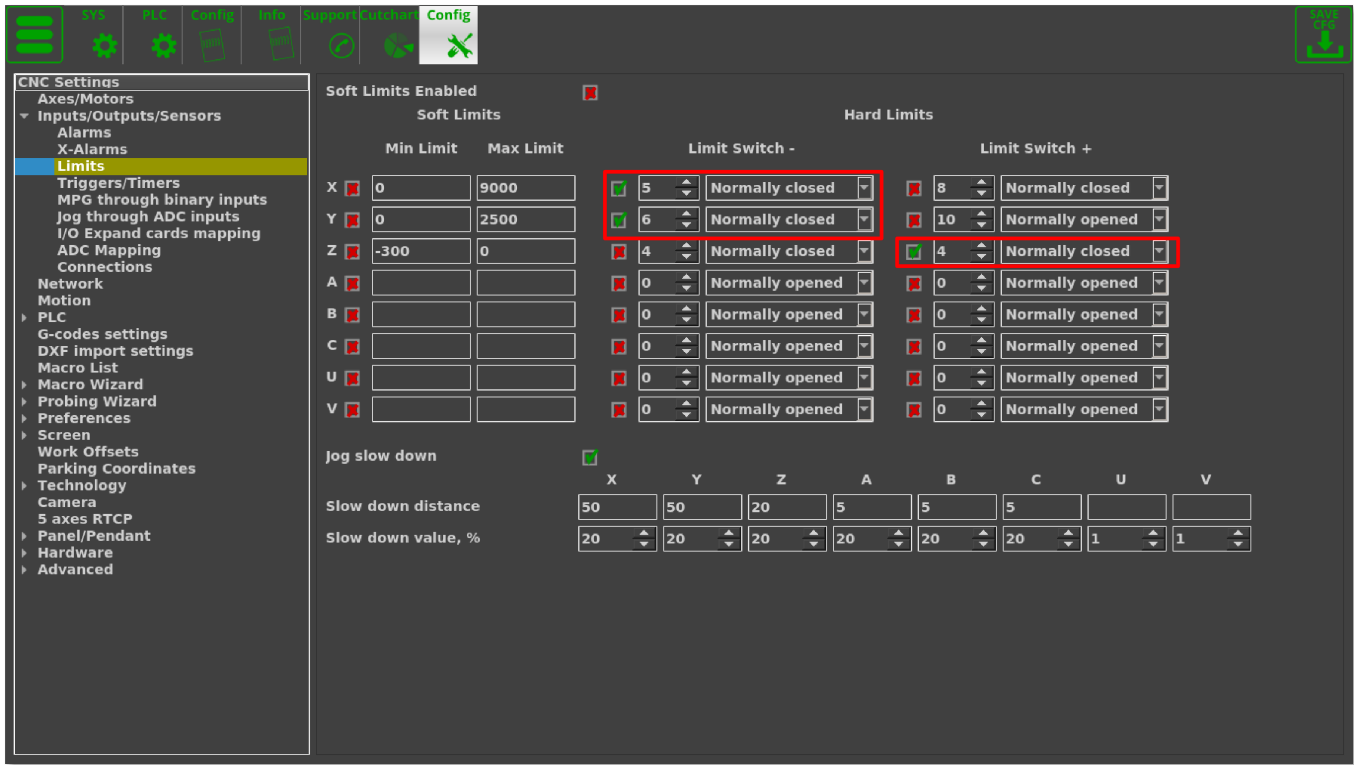 SYS PLC Config Info Support Cutchart Config SAVE CFG
CNC Settings
Axes/Motors
Inputs/Outputs/Sensors
Alarms
X-Alarms
Limits
Triggers/Timers
MPG through binary inputs
Jog through ADC inputs
I/O Expand cards mapping
ADC Mapping
Connections
Network
Motion
PLC
G-codes settings
DXF import settings
Macro List
Macro Wizard
Probing Wizard
Preferences
Screen
Work Offsets
Parking Coordinates
Technology
Camera
5 axes RTCP
Panel/Pendant
Hardware
Advanced
Soft Limits Enabled
Soft Limits Hard Limits
Min Limit Max Limit Limit Switch - Limit Switch +
X 0 9000 5 Normally closed 8 Normally closed
Y 0 2500 6 Normally closed 10 Normally opened
Z -300 0 4 Normally closed 4 Normally closed
A 0 Normally opened 0 Normally opened
B 0 Normally opened 0 Normally opened
C 0 Normally opened 0 Normally opened
U 0 Normally opened 0 Normally opened
V 0 Normally opened 0 Normally opened
Jog slow down
X Y Z A B C U V
Slow down distance 50 50 20 5 5 5
Slow down value, % 20 20 20 20 20 20 1 1